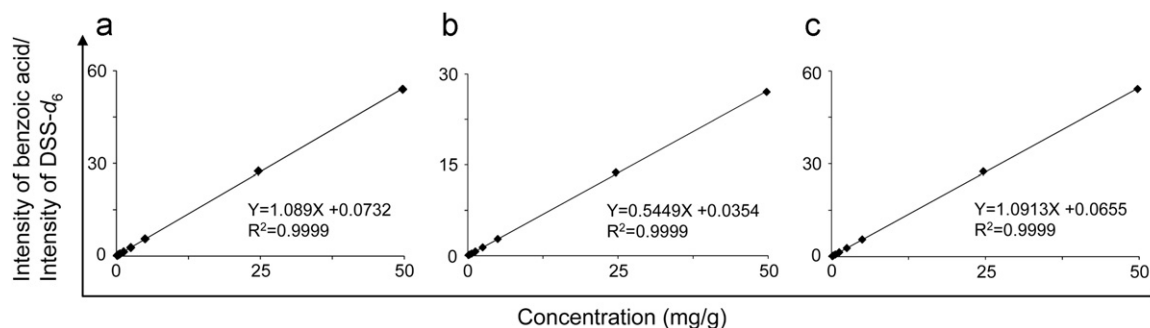 a
b
c
Intensity of benzoic acid/
Intensity of DSS-d6
60
30
0
0
25
50
Y=1.089X +0.0732
R²=0.9999
30
15
0
0
25
50
Y=0.5449X +0.0354
R²=0.9999
60
30
0
0
25
50
Y=1.0913X +0.0655
R²=0.9999
Concentration (mg/g)